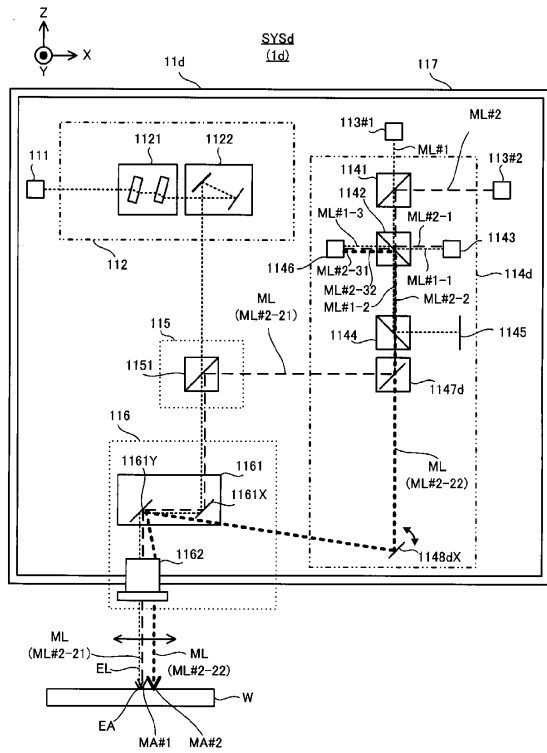 Z
X
Y
SYSd
(1d)
11d
117
113#1
ML#1
ML#2
113#2
1121
1122
1141
1142
111
ML#1-3
ML#2-1
1146
1143
ML#2-31
ML#1-1
112
ML#2-32
114d
ML#1-2
ML#2-2
ML
(ML#2-21)
115
1144
1145
1151
1147d
116
1161Y
1161
ML
(ML#2-22)
1161X
1162
1148dX
ML
(ML#2-21)
ML
(ML#2-22)
EL
W
EA
MA#1
MA#2